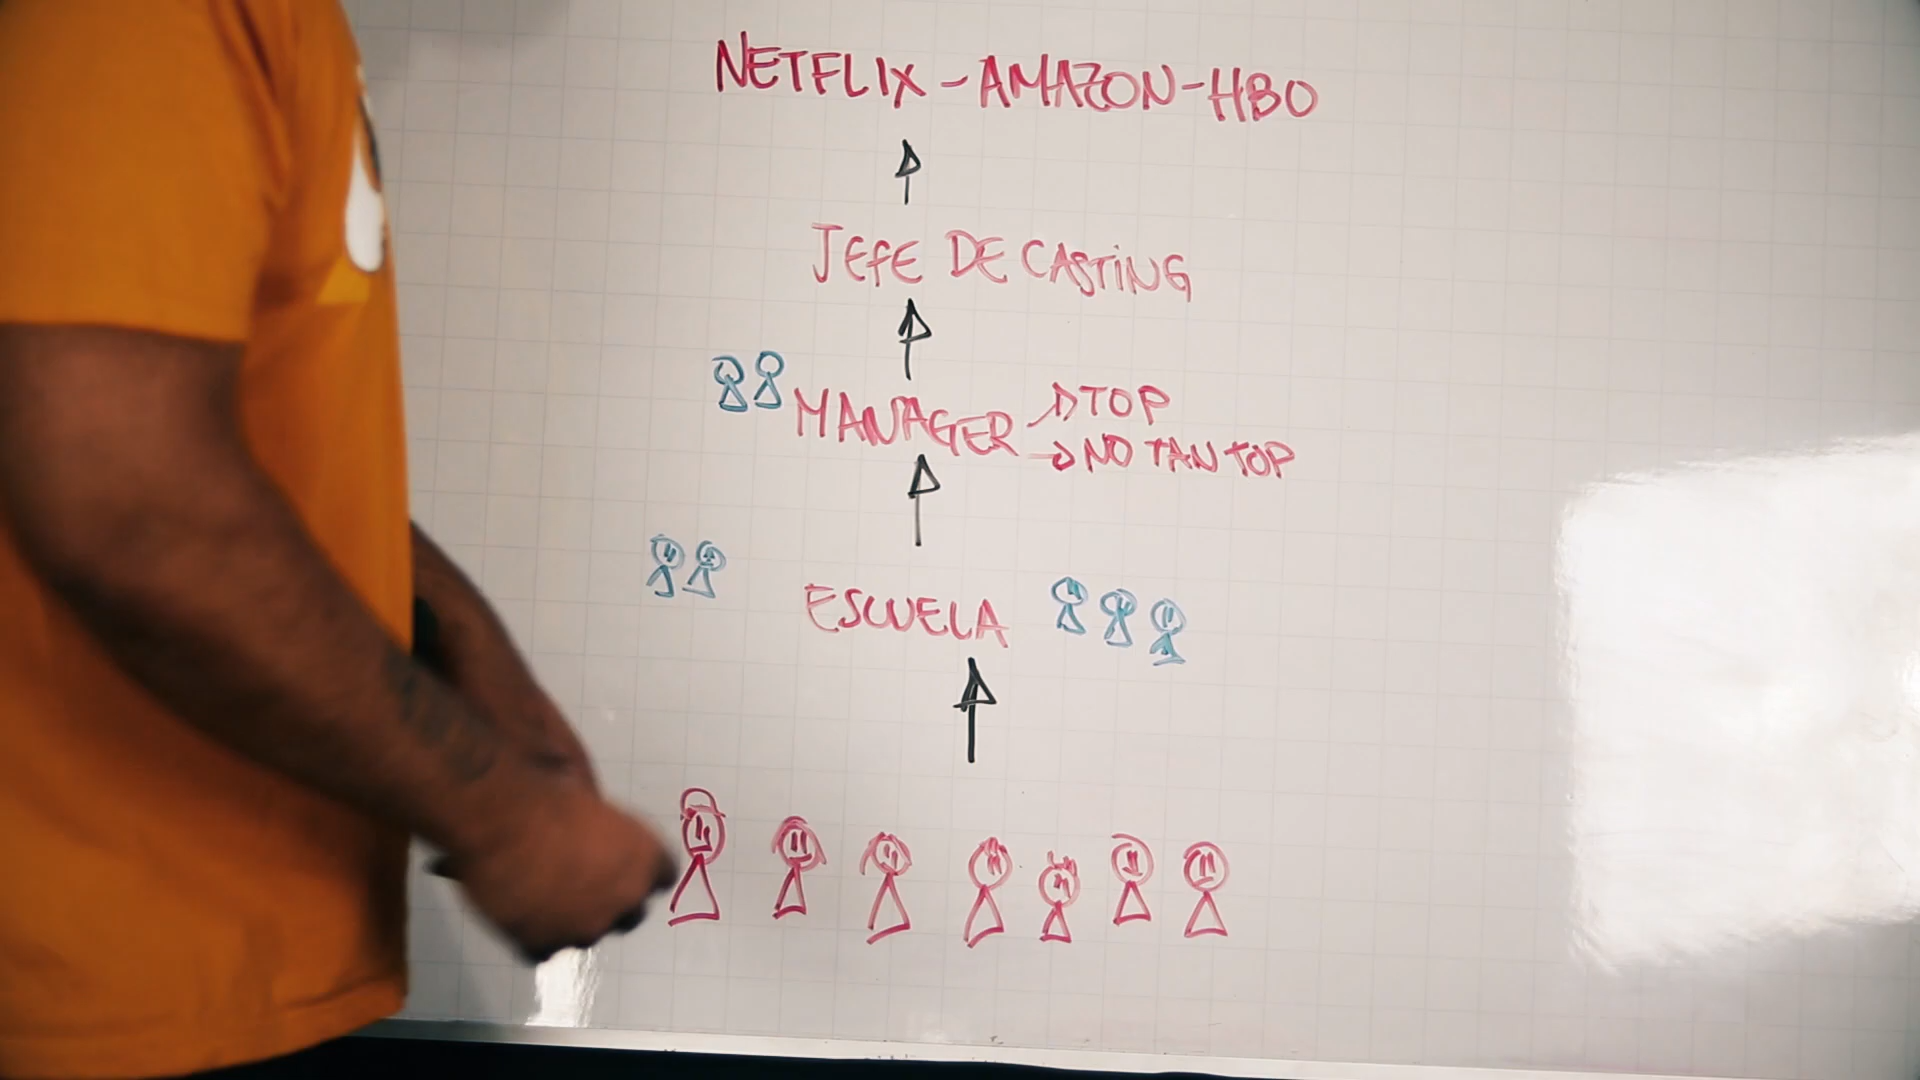 NETFLIX - AMAZON - HBO
JEFE DE CASTING
MANAGER → TOP
→ NO TAN TOP
ESCUELA